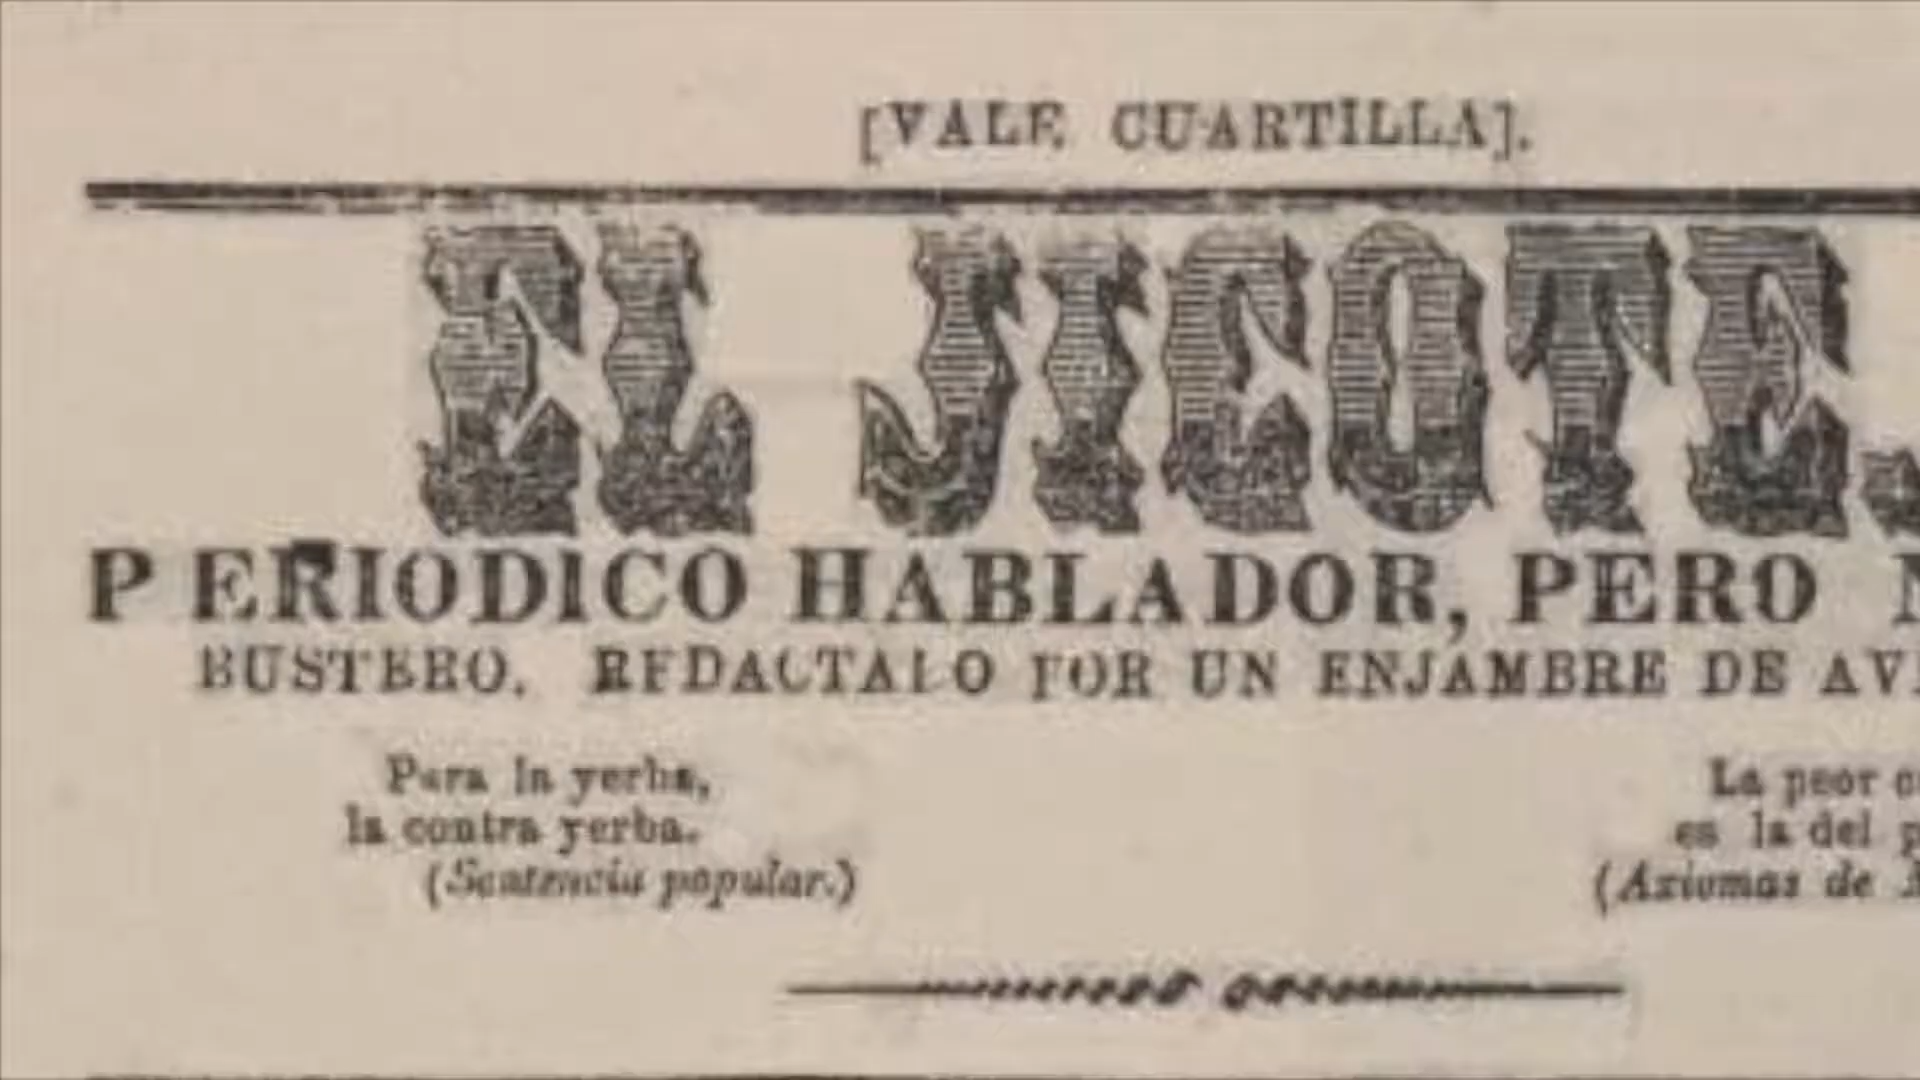 [VALE CUARTILLA].
EL JICOTE.
PERIODICO HABLADOR, PERO
BUSTERO, REDACTADO POR UN ENJAMBRE DE AV
Para la yerba,
la contra yerba.
(Sentencia popular.)
La peor
es la del
(Axiomas de